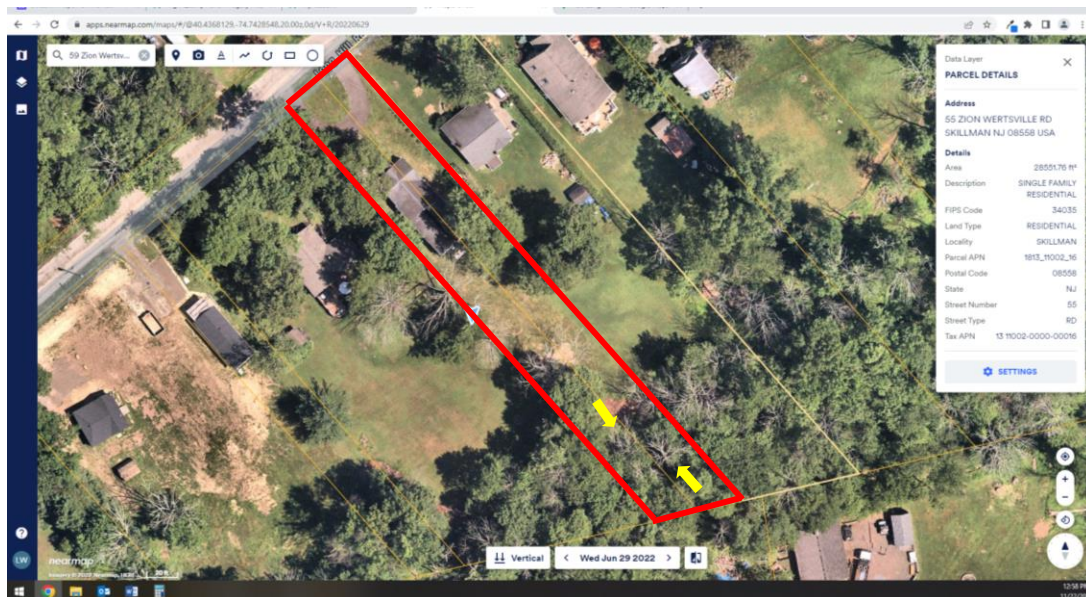 apps.nearmap.com/maps/#/@40.4368129,-74.7428548,20.00z,0d/V+R/20220629
59 Zion Wertsv...
A
Data Layer
PARCEL DETAILS
Address
55 ZION WERTSVILLE RD
SKILLMAN NJ 08558 USA
Details
Area 28551.76 ft²
Description SINGLE FAMILY
RESIDENTIAL
FIPS Code 34035
Land Type RESIDENTIAL
Locality SKILLMAN
Parcel APN 1813_11002_16
Postal Code 08558
State NJ
Street Number 55
Street Type RD
Tax APN 13 11002-0000-00016
SETTINGS
LW
nearmap
20 ft
Vertical
Wed Jun 29 2022
12:58 PM